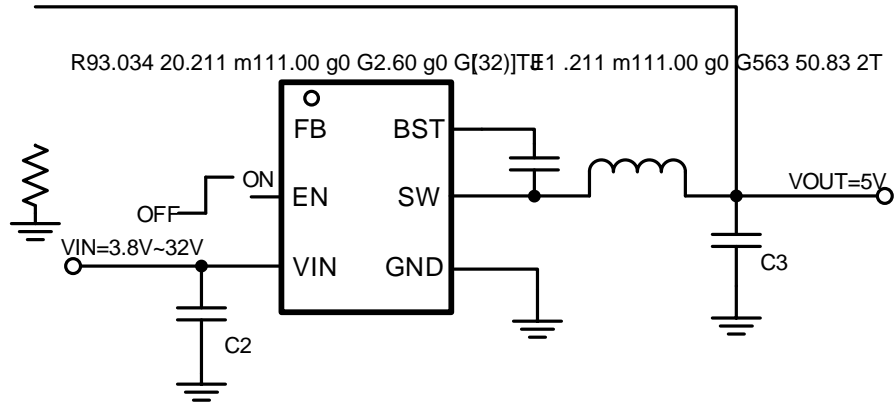 R93.034 20.211 m111.00 g0 G2.60 g0 G[(32)]TJE1 .211 m111.00 g0 G563 50.83 2T
FB BST
ON
EN SW VOUT=5V
OFF
VIN=3.8V~32V
VIN GND
C3
C2